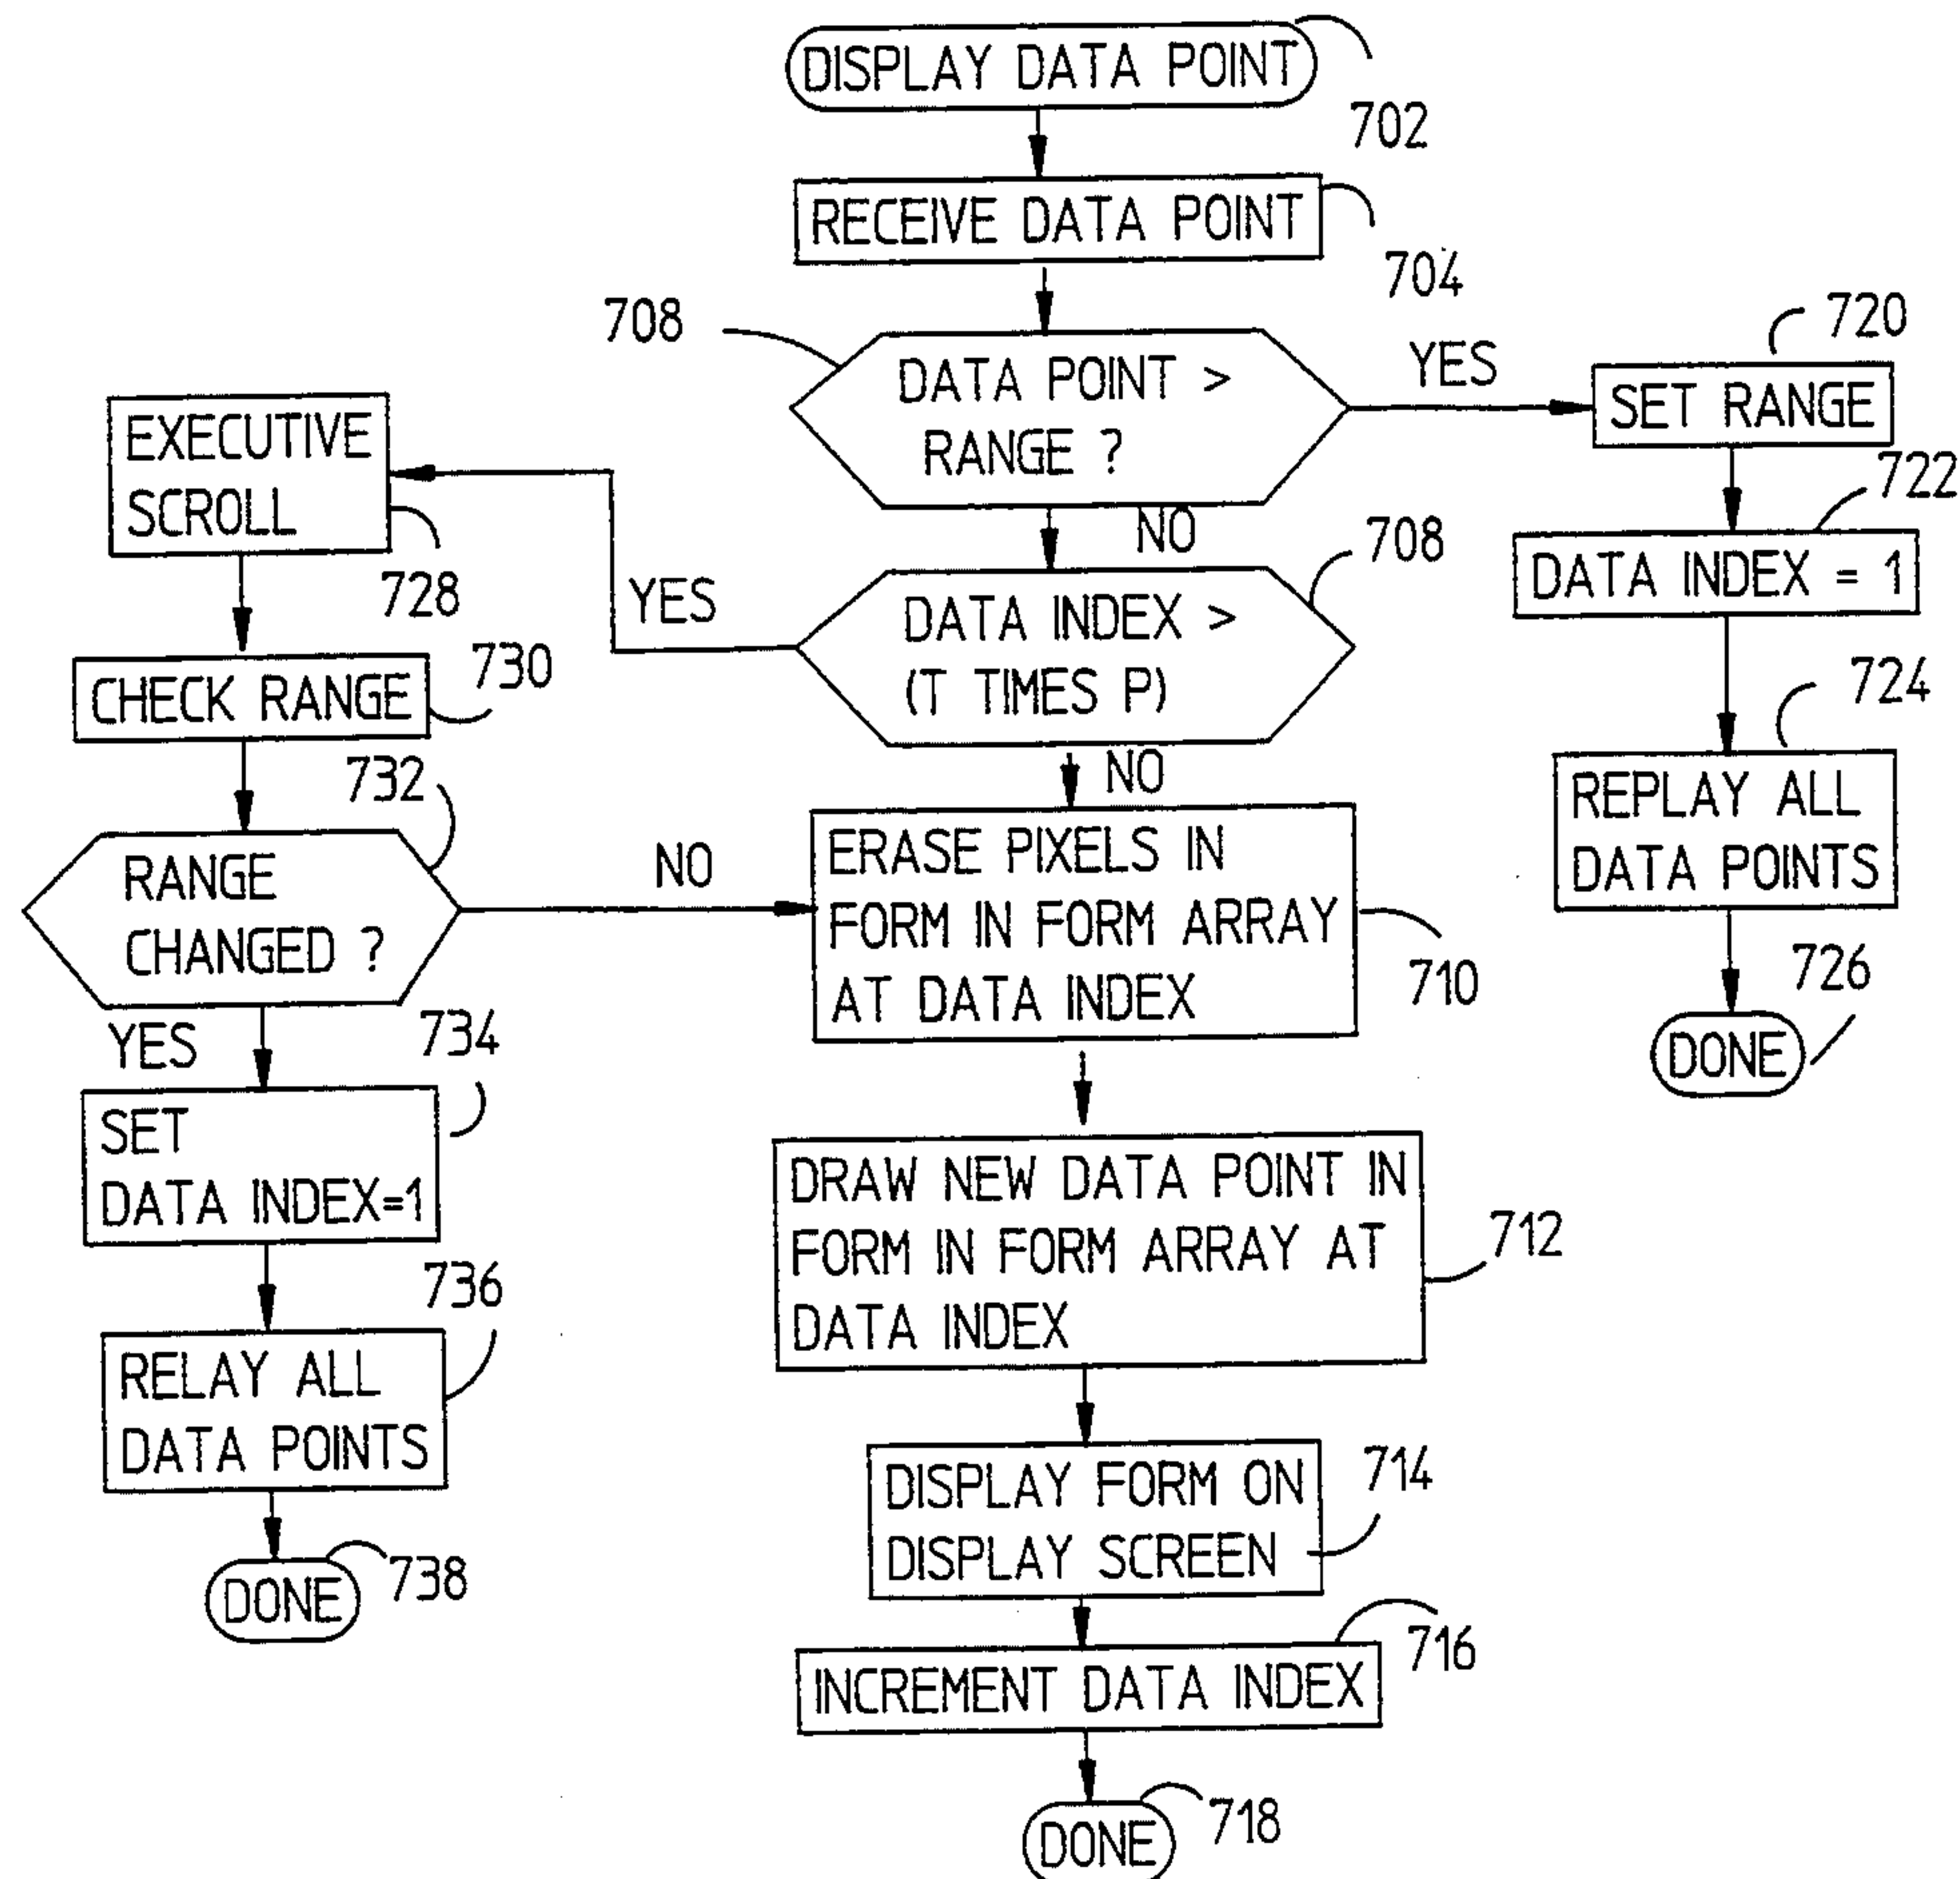 DISPLAY DATA POINT
702
RECEIVE DATA POINT
704
708
DATA POINT >
RANGE ?
YES
NO
720
SET RANGE
722
DATA INDEX = 1
724
REPLAY ALL
DATA POINTS
726
DONE
708
DATA INDEX >
(T TIMES P)
YES
NO
EXECUTIVE
SCROLL
728
CHECK RANGE
730
732
RANGE
CHANGED ?
NO
YES
734
SET
DATA INDEX=1
736
RELAY ALL
DATA POINTS
DONE
738
ERASE PIXELS IN
FORM IN FORM ARRAY
AT DATA INDEX
710
DRAW NEW DATA POINT IN
FORM IN FORM ARRAY AT
DATA INDEX
712
DISPLAY FORM ON
DISPLAY SCREEN
714
INCREMENT DATA INDEX
716
DONE
718